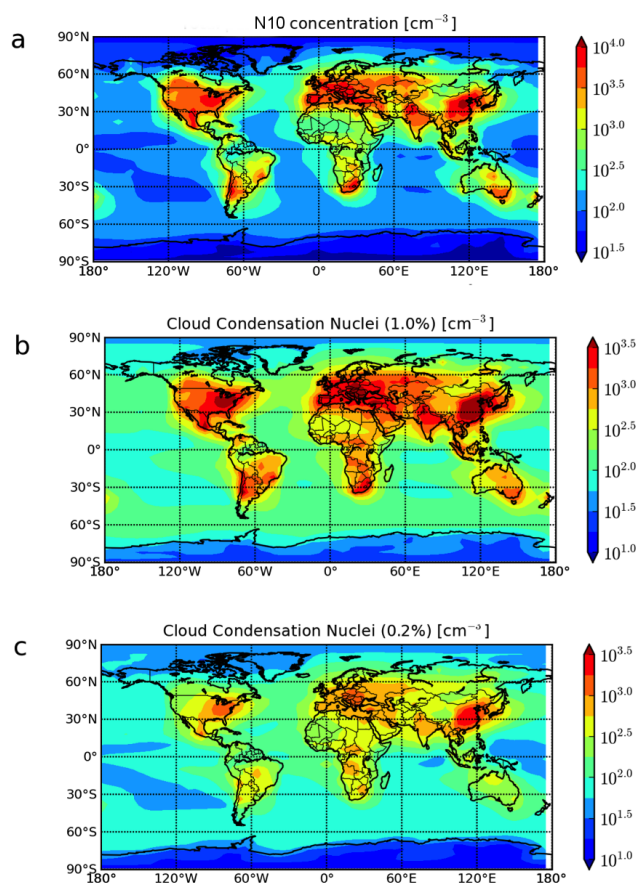 a
N10 concentration [cm⁻³]
90°N
60°N
30°N
0°
30°S
60°S
90°S
180°
120°W
60°W
0°
60°E
120°E
180°
10^4.0
10^3.5
10^3.0
10^2.5
10^2.0
10^1.5
b
Cloud Condensation Nuclei (1.0%) [cm⁻³]
90°N
60°N
30°N
0°
30°S
60°S
90°S
180°
120°W
60°W
0°
60°E
120°E
180°
10^3.5
10^3.0
10^2.5
10^2.0
10^1.5
10^1.0
c
Cloud Condensation Nuclei (0.2%) [cm⁻³]
90°N
60°N
30°N
0°
30°S
60°S
90°S
180°
120°W
60°W
0°
60°E
120°E
180°
10^3.5
10^3.0
10^2.5
10^2.0
10^1.5
10^1.0